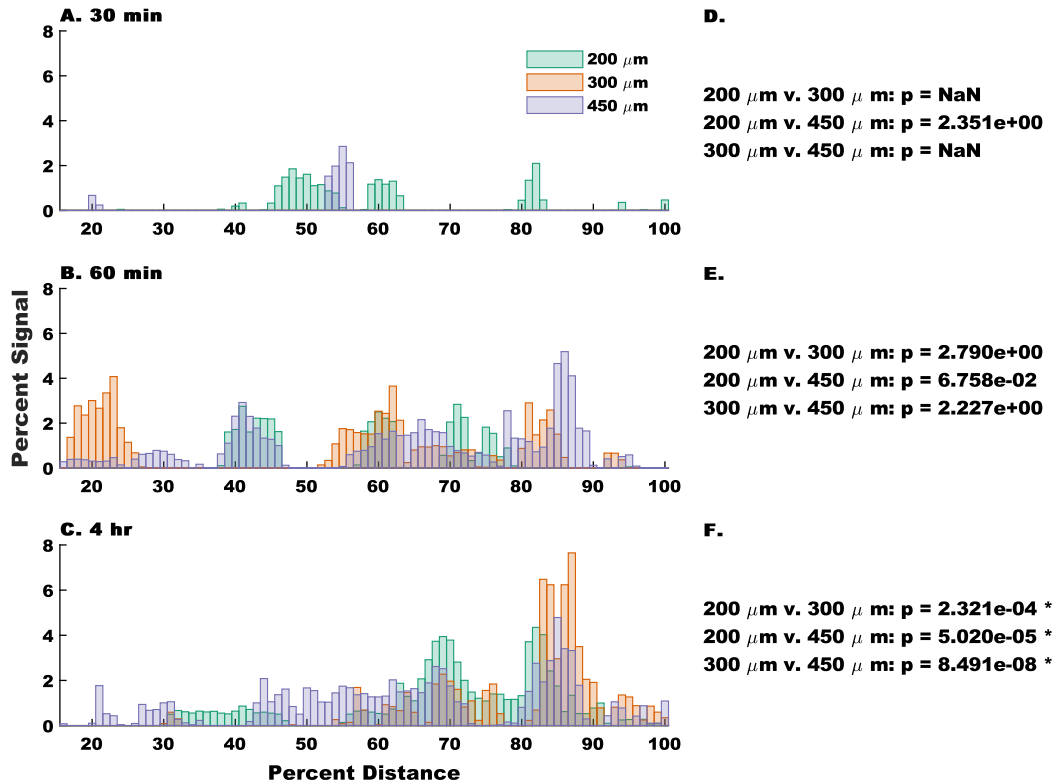 A. 30 min
D.
8
6
4
2
0
200 μm
300 μm
450 μm
20 30 40 50 60 70 80 90 100
200 μm v. 300 μ m: p = NaN
200 μm v. 450 μ m: p = 2.351e+00
300 μm v. 450 μ m: p = NaN
B. 60 min
E.
8
6
4
2
0
20 30 40 50 60 70 80 90 100
200 μm v. 300 μ m: p = 2.790e+00
200 μm v. 450 μ m: p = 6.758e-02
300 μm v. 450 μ m: p = 2.227e+00
Percent Signal
C. 4 hr
F.
8
6
4
2
0
20 30 40 50 60 70 80 90 100
200 μm v. 300 μ m: p = 2.321e-04 *
200 μm v. 450 μ m: p = 5.020e-05 *
300 μm v. 450 μ m: p = 8.491e-08 *
Percent Distance